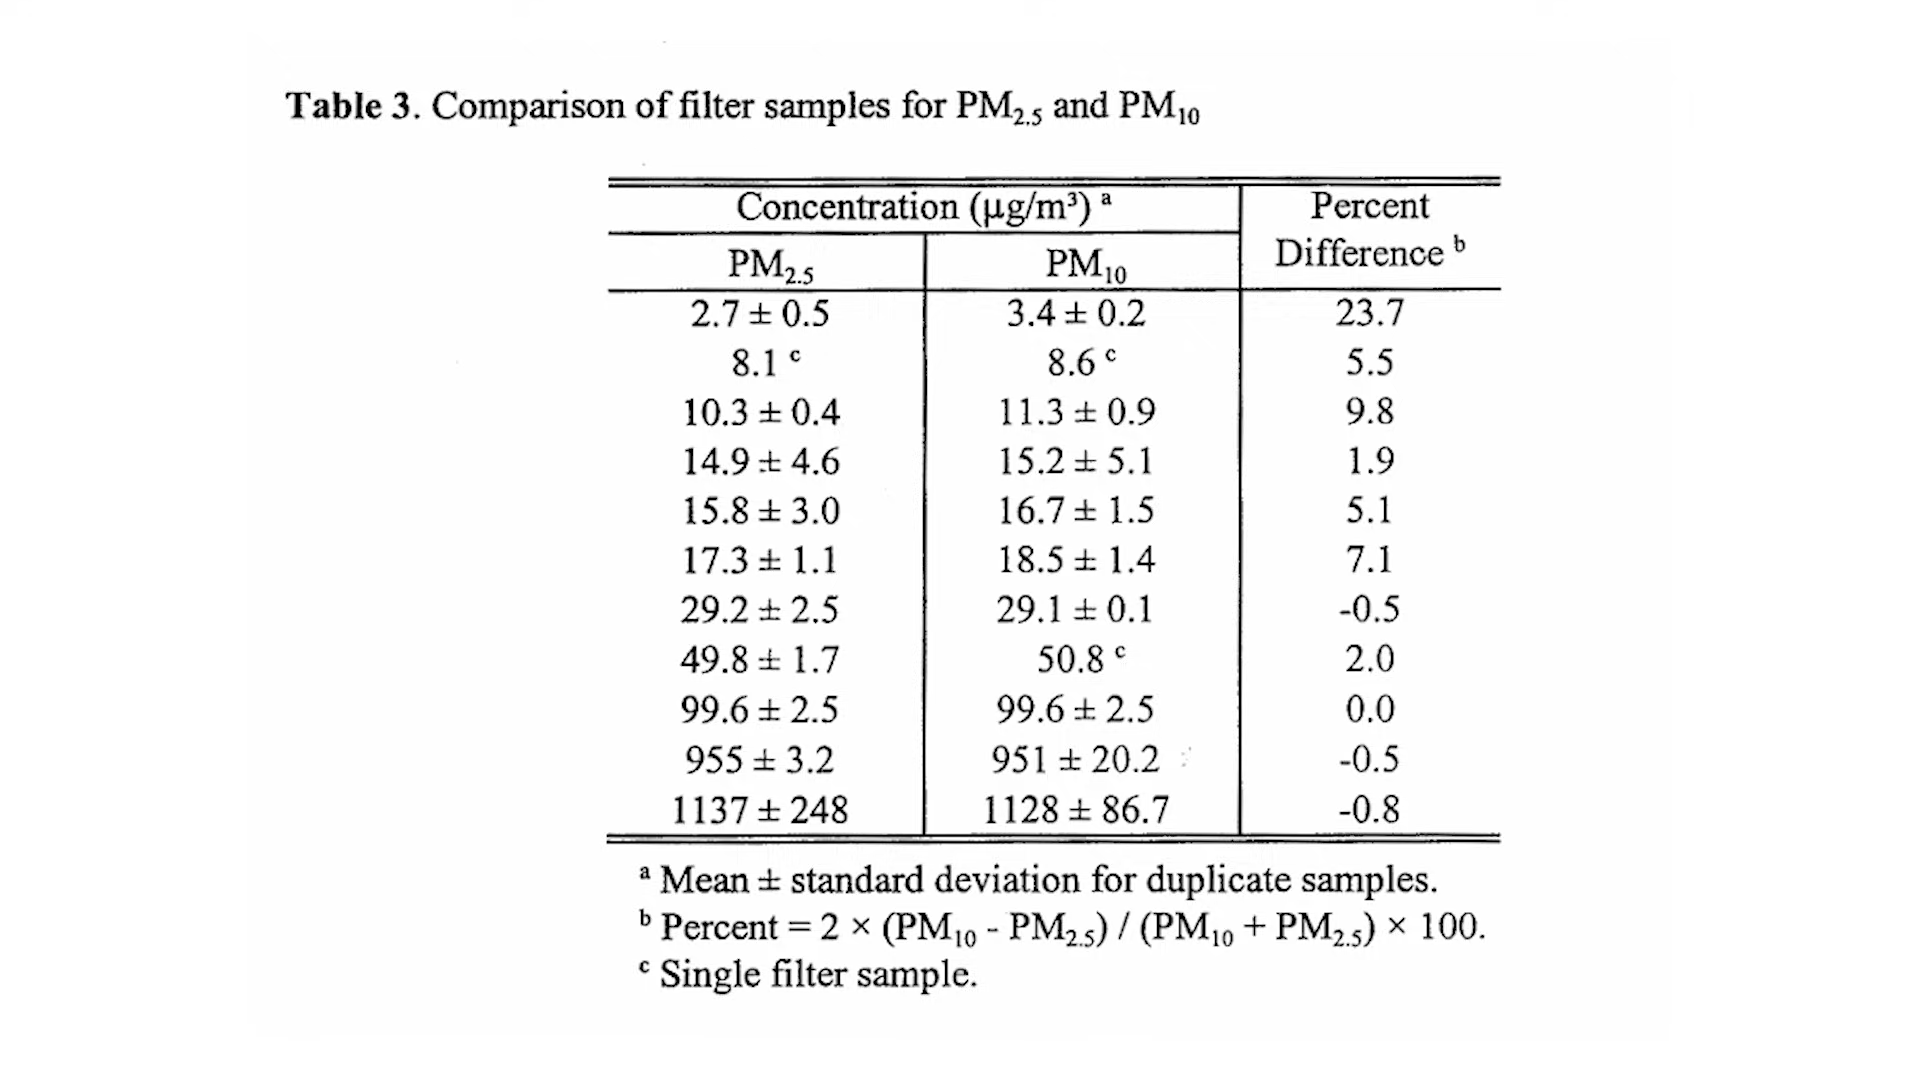 Table 3. Comparison of filter samples for PM2.5 and PM10
Concentration (µg/m³) a
Percent Difference b
PM2.5 PM10
2.7 ± 0.5 3.4 ± 0.2 23.7
8.1 c 8.6 c 5.5
10.3 ± 0.4 11.3 ± 0.9 9.8
14.9 ± 4.6 15.2 ± 5.1 1.9
15.8 ± 3.0 16.7 ± 1.5 5.1
17.3 ± 1.1 18.5 ± 1.4 7.1
29.2 ± 2.5 29.1 ± 0.1 -0.5
49.8 ± 1.7 50.8 c 2.0
99.6 ± 2.5 99.6 ± 2.5 0.0
955 ± 3.2 951 ± 20.2 -0.5
1137 ± 248 1128 ± 86.7 -0.8
a Mean ± standard deviation for duplicate samples.
b Percent = 2 × (PM10 - PM2.5) / (PM10 + PM2.5) × 100.
c Single filter sample.